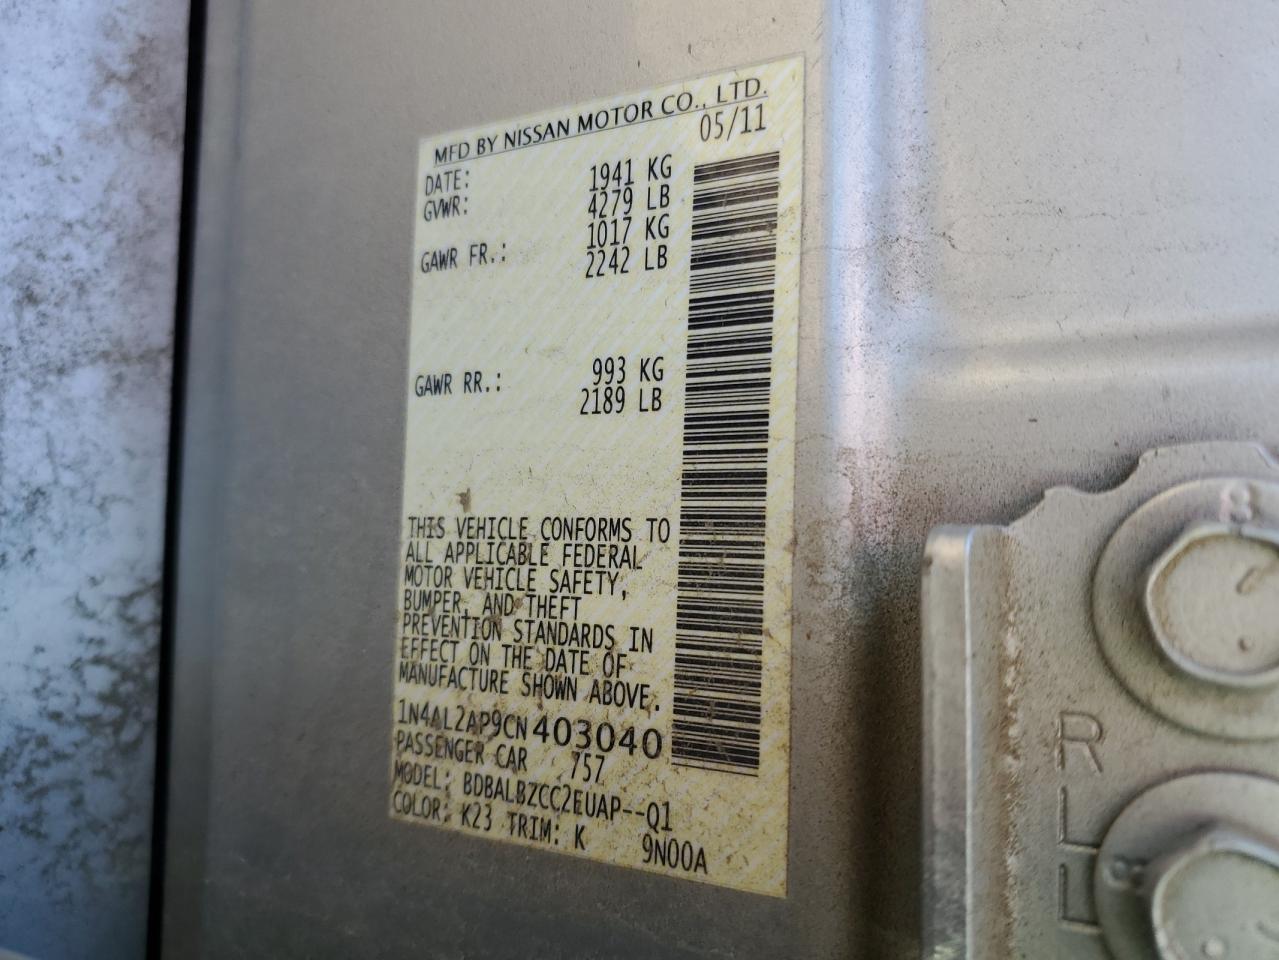 MFD BY NISSAN MOTOR CO., LTD.
DATE: 05/11
GVWR: 1941 KG
4279 LB
GAWR FR.: 1017 KG
2242 LB
GAWR RR.: 993 KG
2189 LB
THIS VEHICLE CONFORMS TO
ALL APPLICABLE FEDERAL
MOTOR VEHICLE SAFETY,
BUMPER, AND THEFT
PREVENTION STANDARDS IN
EFFECT ON THE DATE OF
MANUFACTURE SHOWN ABOVE.
1N4AL2AP9CN403040
PASSENGER CAR 757
MODEL: BDBALBZCC2EUAP--Q1
COLOR: K23 TRIM: K 9N00A
8
RLL
8